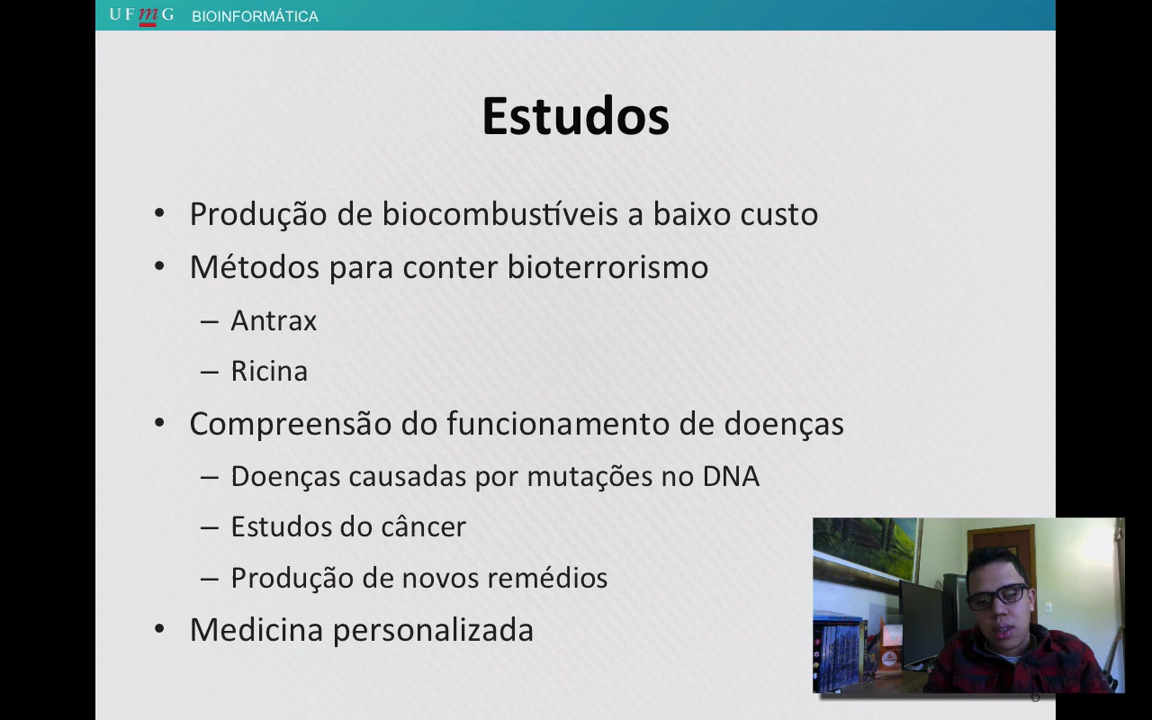 UFmG BIOINFORMÁTICA
Estudos
• Produção de biocombustíveis a baixo custo
• Métodos para conter bioterrorismo
– Antrax
– Ricina
• Compreensão do funcionamento de doenças
– Doenças causadas por mutações no DNA
– Estudos do câncer
– Produção de novos remédios
• Medicina personalizada
6